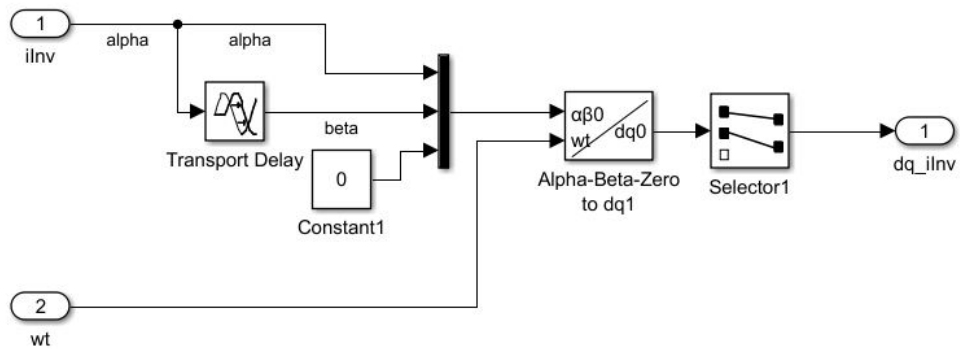 1
iInv
alpha
alpha
Transport Delay
beta
0
Constant1
αβ0
wt
dq0
Alpha-Beta-Zero
to dq1
Selector1
1
dq_iInv
2
wt